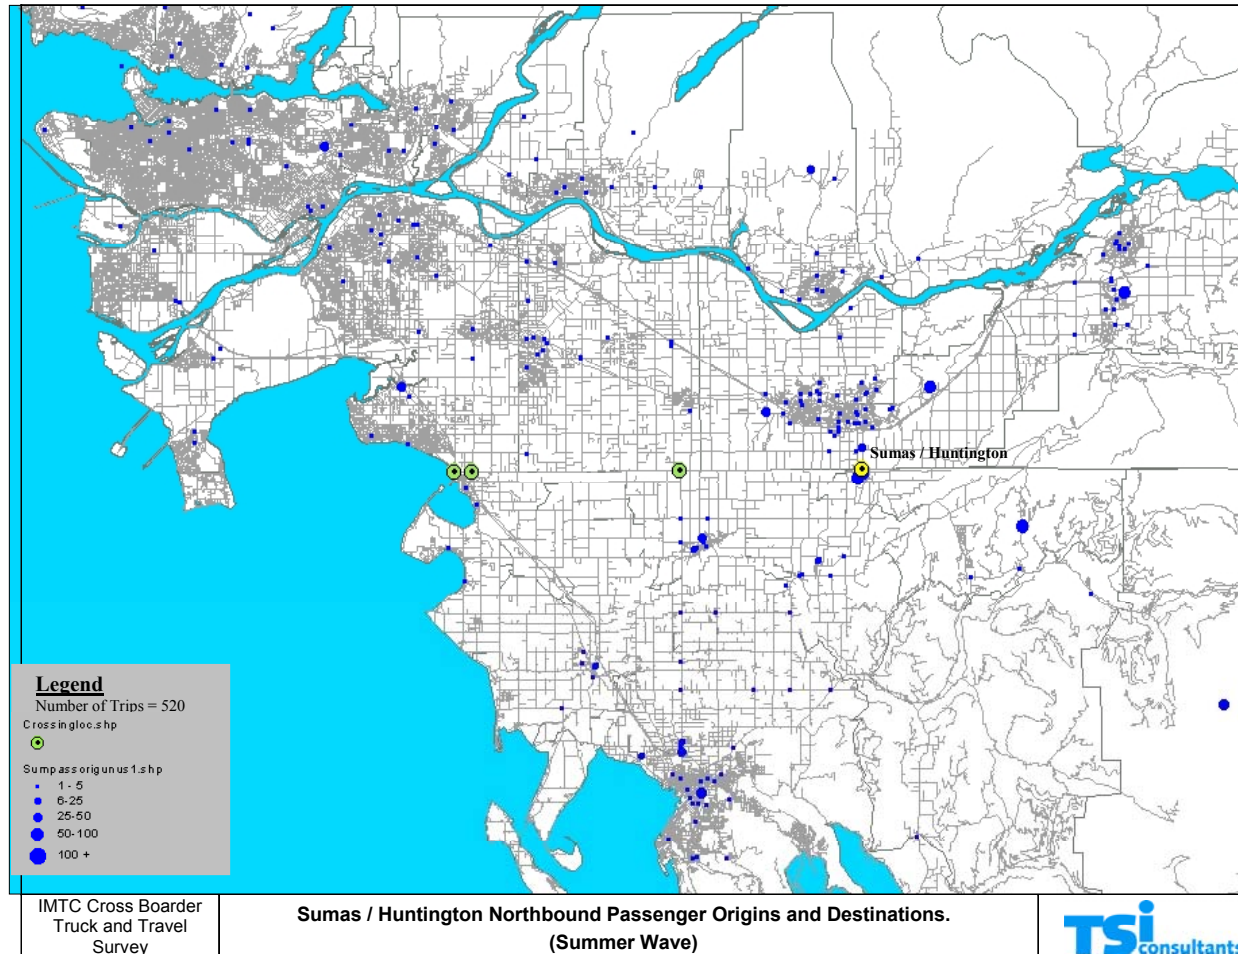 Sumas / Huntington
Legend
Number of Trips = 520
Crossingloc.shp
Sumpassorigunus1.shp
1 - 5
6-25
25-50
50-100
100 +
IMTC Cross Boarder
Truck and Travel
Survey
Sumas / Huntington Northbound Passenger Origins and Destinations.
(Summer Wave)
TSi
consultants